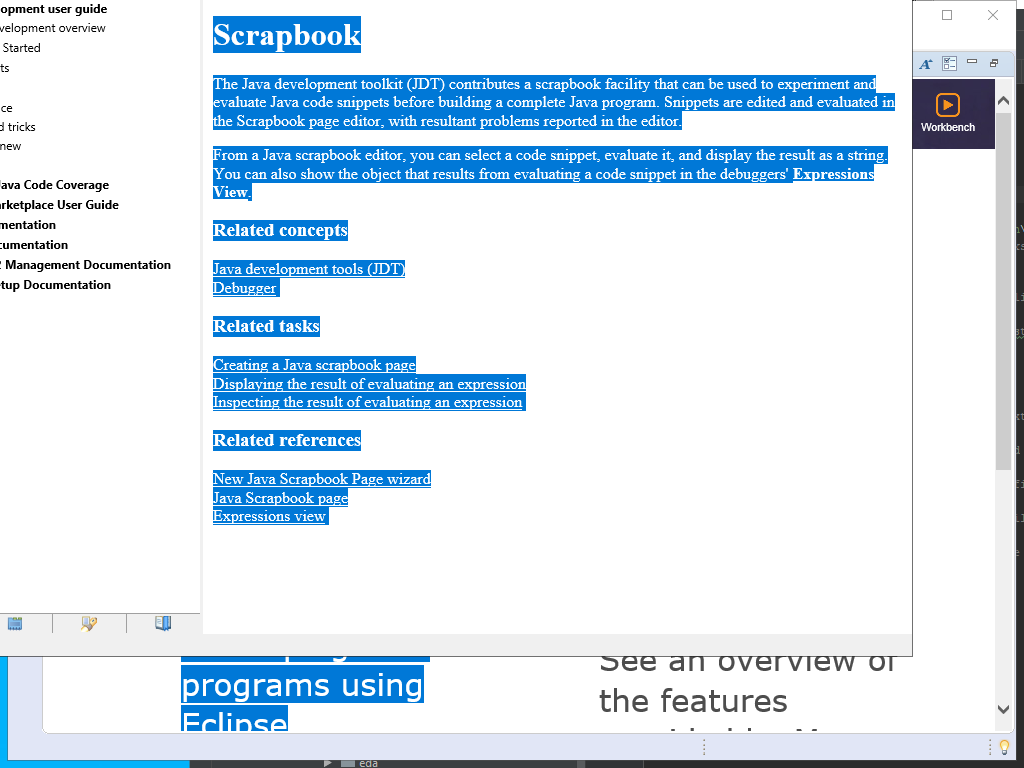 opment user guide
velopment overview
Started
ts
ce
d tricks
new
Java Code Coverage
rketplace User Guide
mentation
cumentation
2 Management Documentation
tup Documentation
Scrapbook
The Java development toolkit (JDT) contributes a scrapbook facility that can be used to experiment and
evaluate Java code snippets before building a complete Java program. Snippets are edited and evaluated in
the Scrapbook page editor, with resultant problems reported in the editor.
From a Java scrapbook editor, you can select a code snippet, evaluate it, and display the result as a string.
You can also show the object that results from evaluating a code snippet in the debuggers' Expressions
View.
Related concepts
Java development tools (JDT)
Debugger
Related tasks
Creating a Java scrapbook page
Displaying the result of evaluating an expression
Inspecting the result of evaluating an expression
Related references
New Java Scrapbook Page wizard
Java Scrapbook page
Expressions view
Workbench
programs using
Eclipse
See an overview of
the features
eda